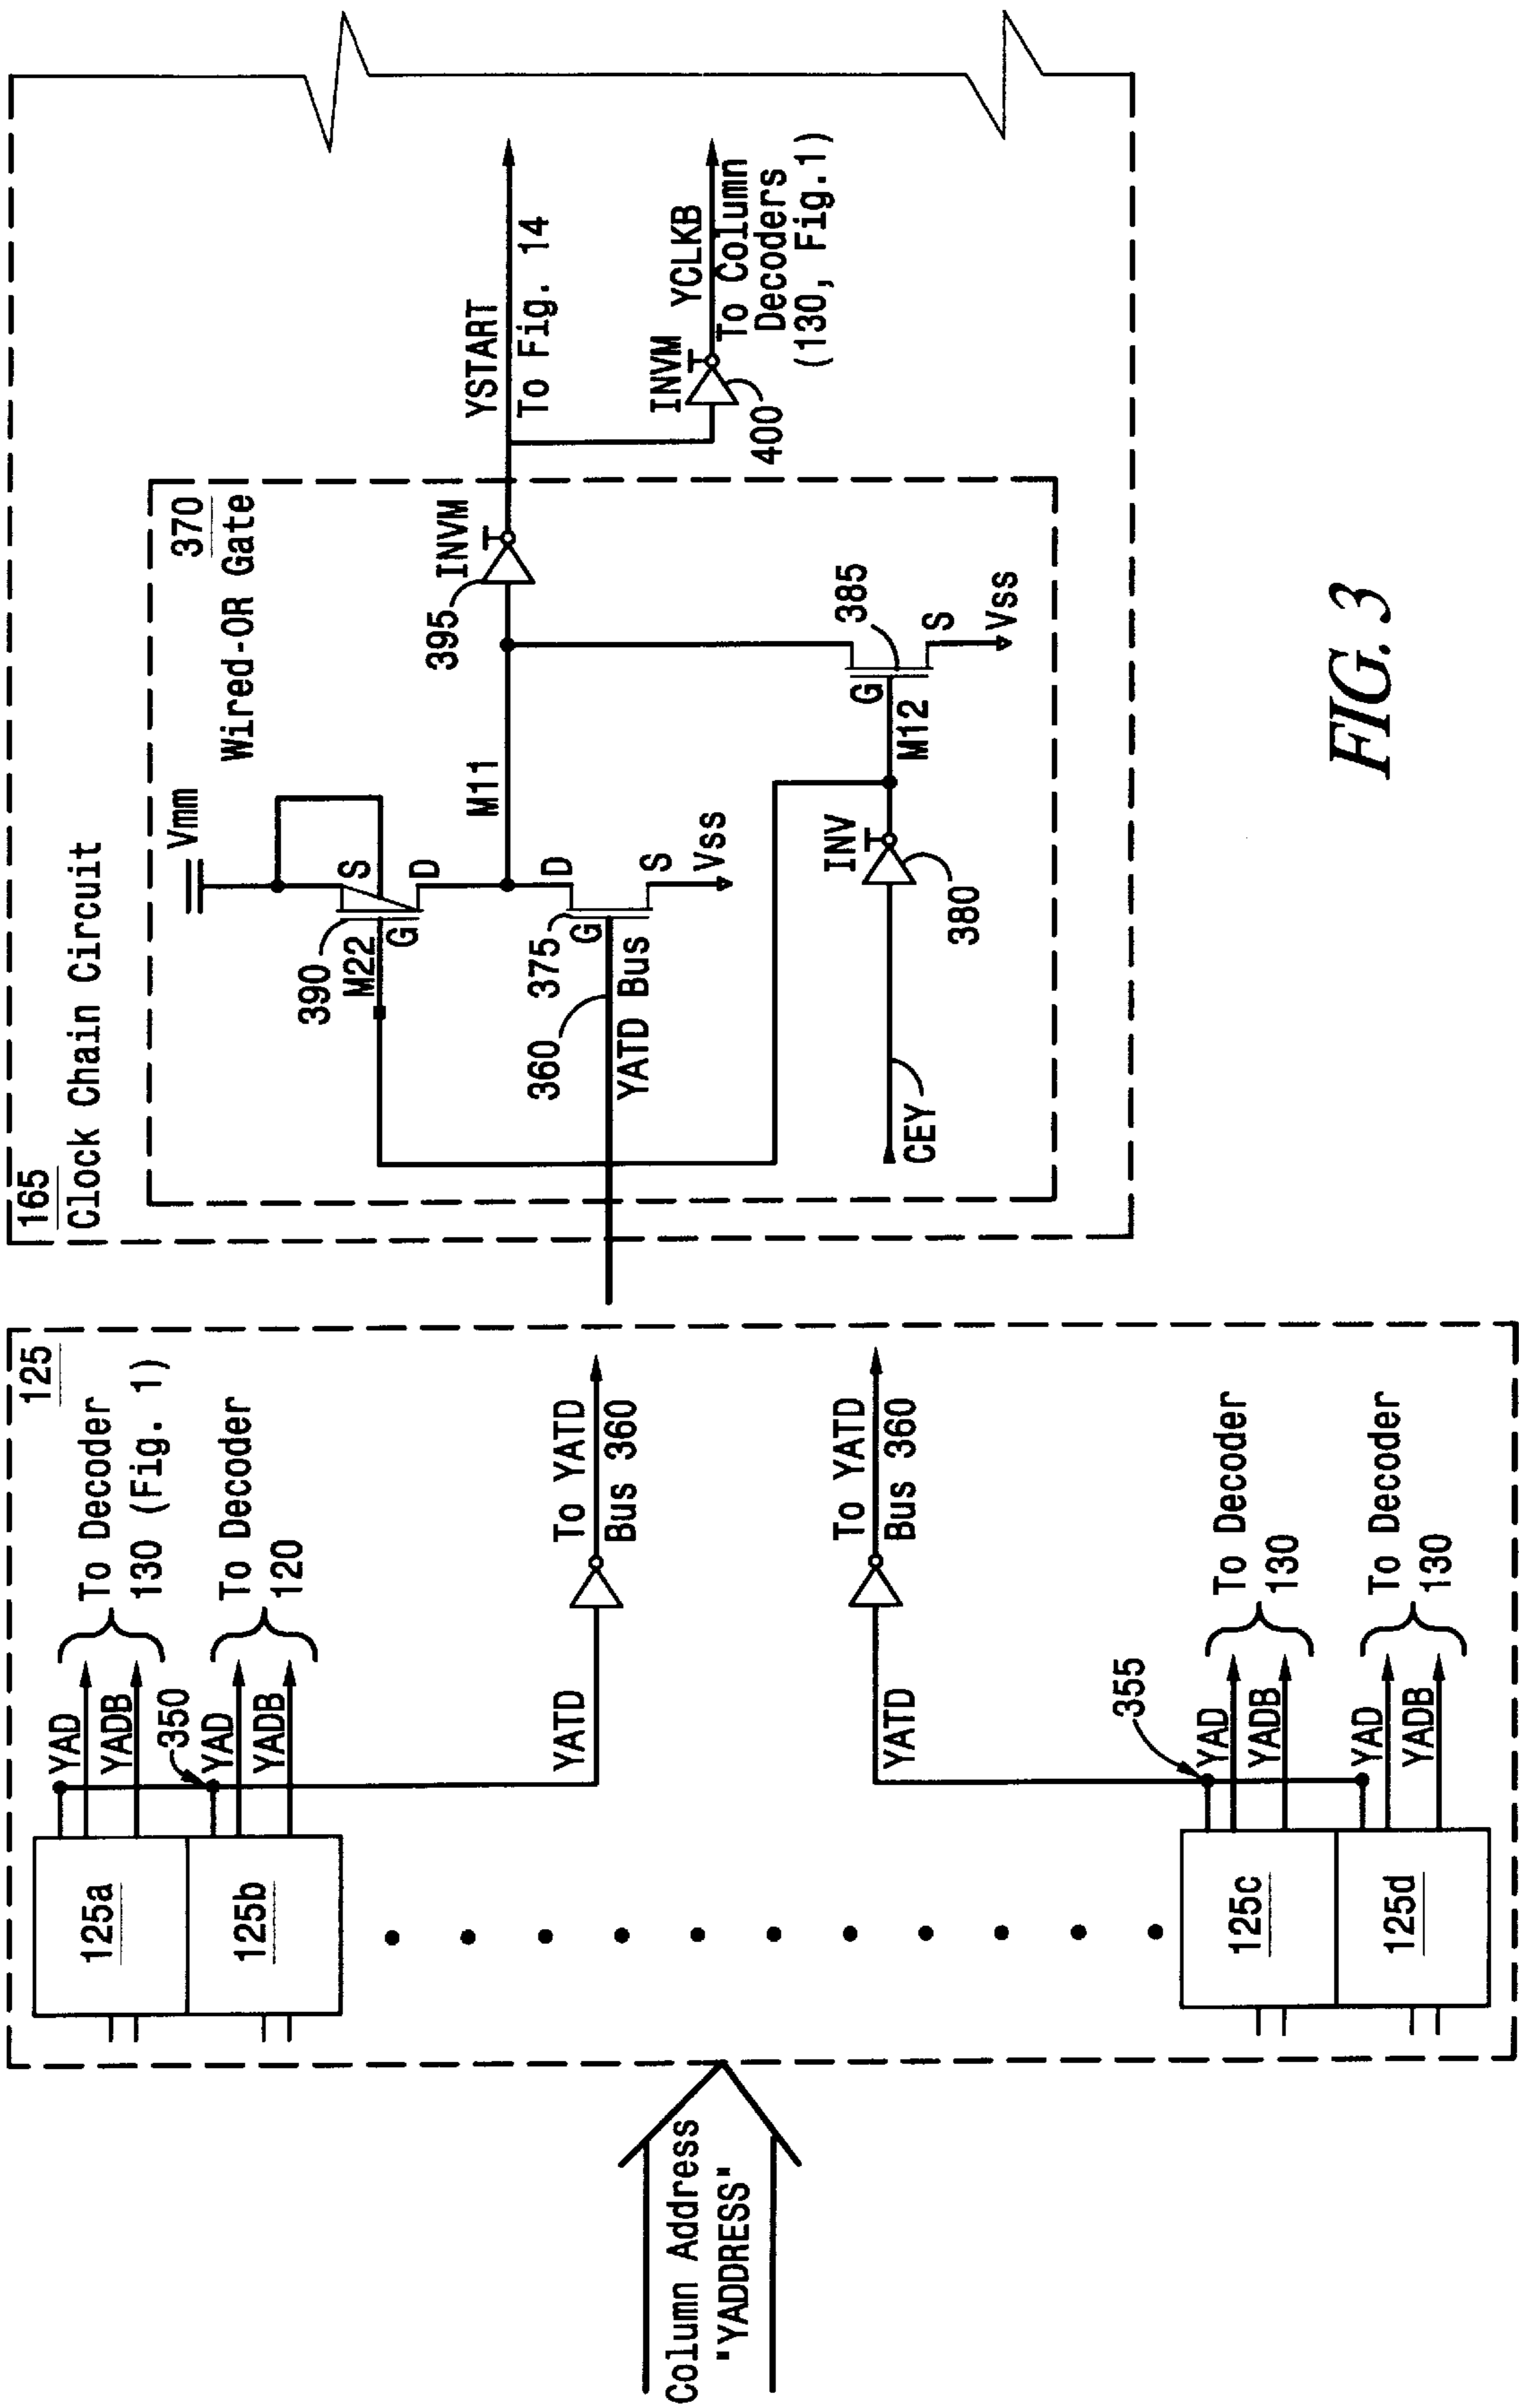 165
Clock Chain Circuit
370
Wired-OR Gate
Vmm
S
D
G
M22
390
M11
D
G
S
Vss
375
360
YATD Bus
CEY
INV
380
M12
G
S
Vss
385
395
INVM
YSTART
To Fig. 14
INVM
400
YCLKB
To Column
Decoders
(130, Fig.1)
125
125a
125b
125c
125d
YAD
YADB
To Decoder
130 (Fig. 1)
350
YAD
YADB
To Decoder
120
YATD
To YATD
Bus 360
YATD
To YATD
Bus 360
355
YAD
YADB
To Decoder
130
YAD
YADB
To Decoder
130
Column Address
"YADDRESS"
FIG. 3